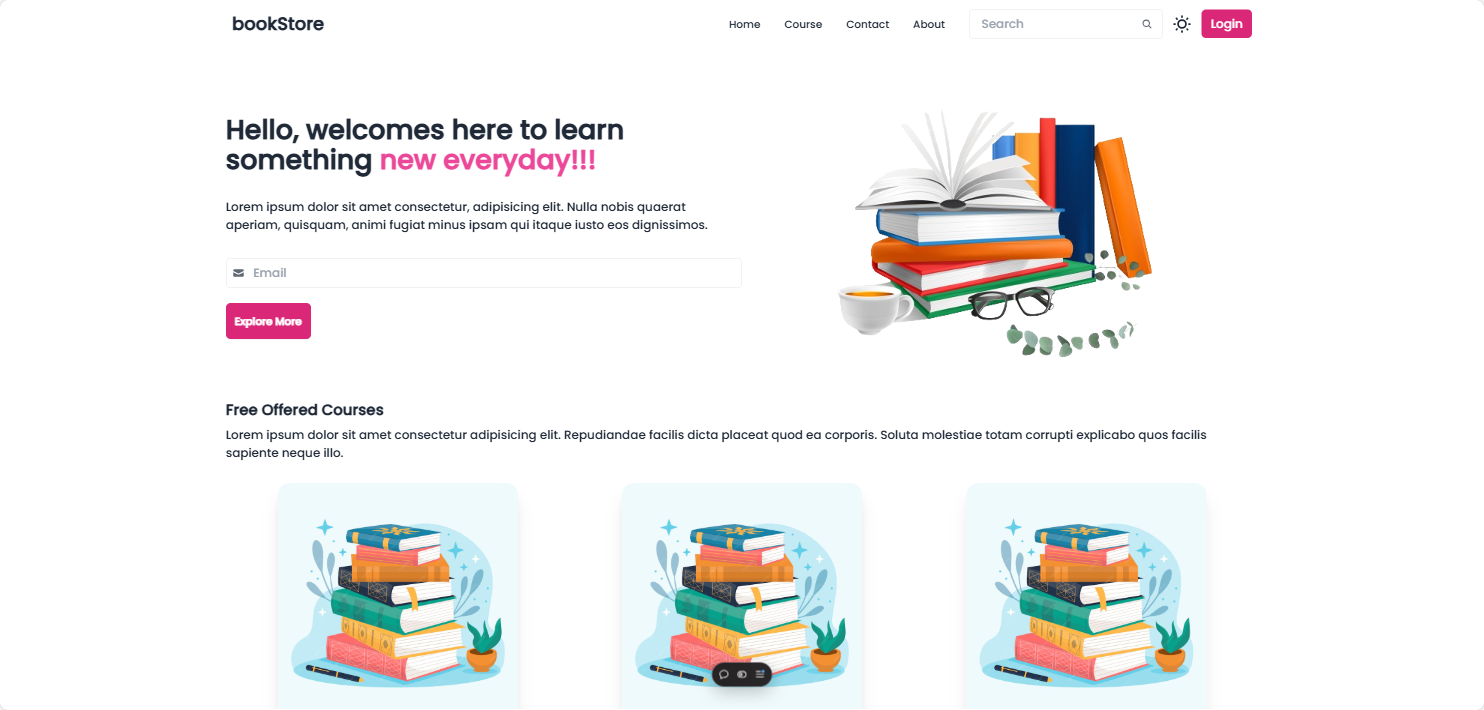 bookStore
Home
Course
Contact
About
Search
Login
Hello, welcomes here to learn
something new everyday!!!
Lorem ipsum dolor sit amet consectetur, adipisicing elit. Nulla nobis quaerat
aperiam, quisquam, animi fugiat minus ipsam qui itaque iusto eos dignissimos.
Email
Explore More
Free Offered Courses
Lorem ipsum dolor sit amet consectetur adipisicing elit. Repudiandae facilis dicta placeat quod ea corporis. Soluta molestiae totam corrupti explicabo quos facilis
sapiente neque illo.